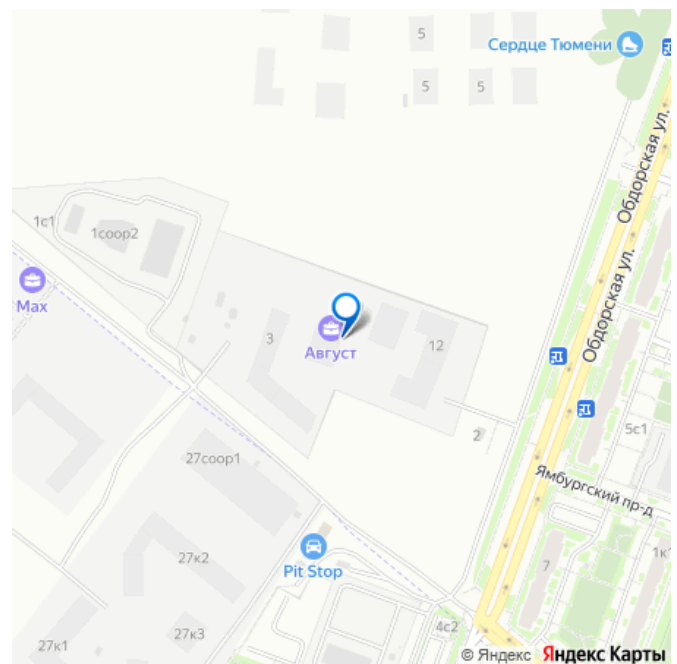 5
Сердце Тюмени
5
5
Обдорская ул.
1с1
1соор2
Max
3
Август
12
Обдорская ул.
2
5с1
27соор1
Ямбургский пр-д
27к2
Pit Stop
7
1к1
4с2
27к3
27к1
© Яндекс Яндекс Карты